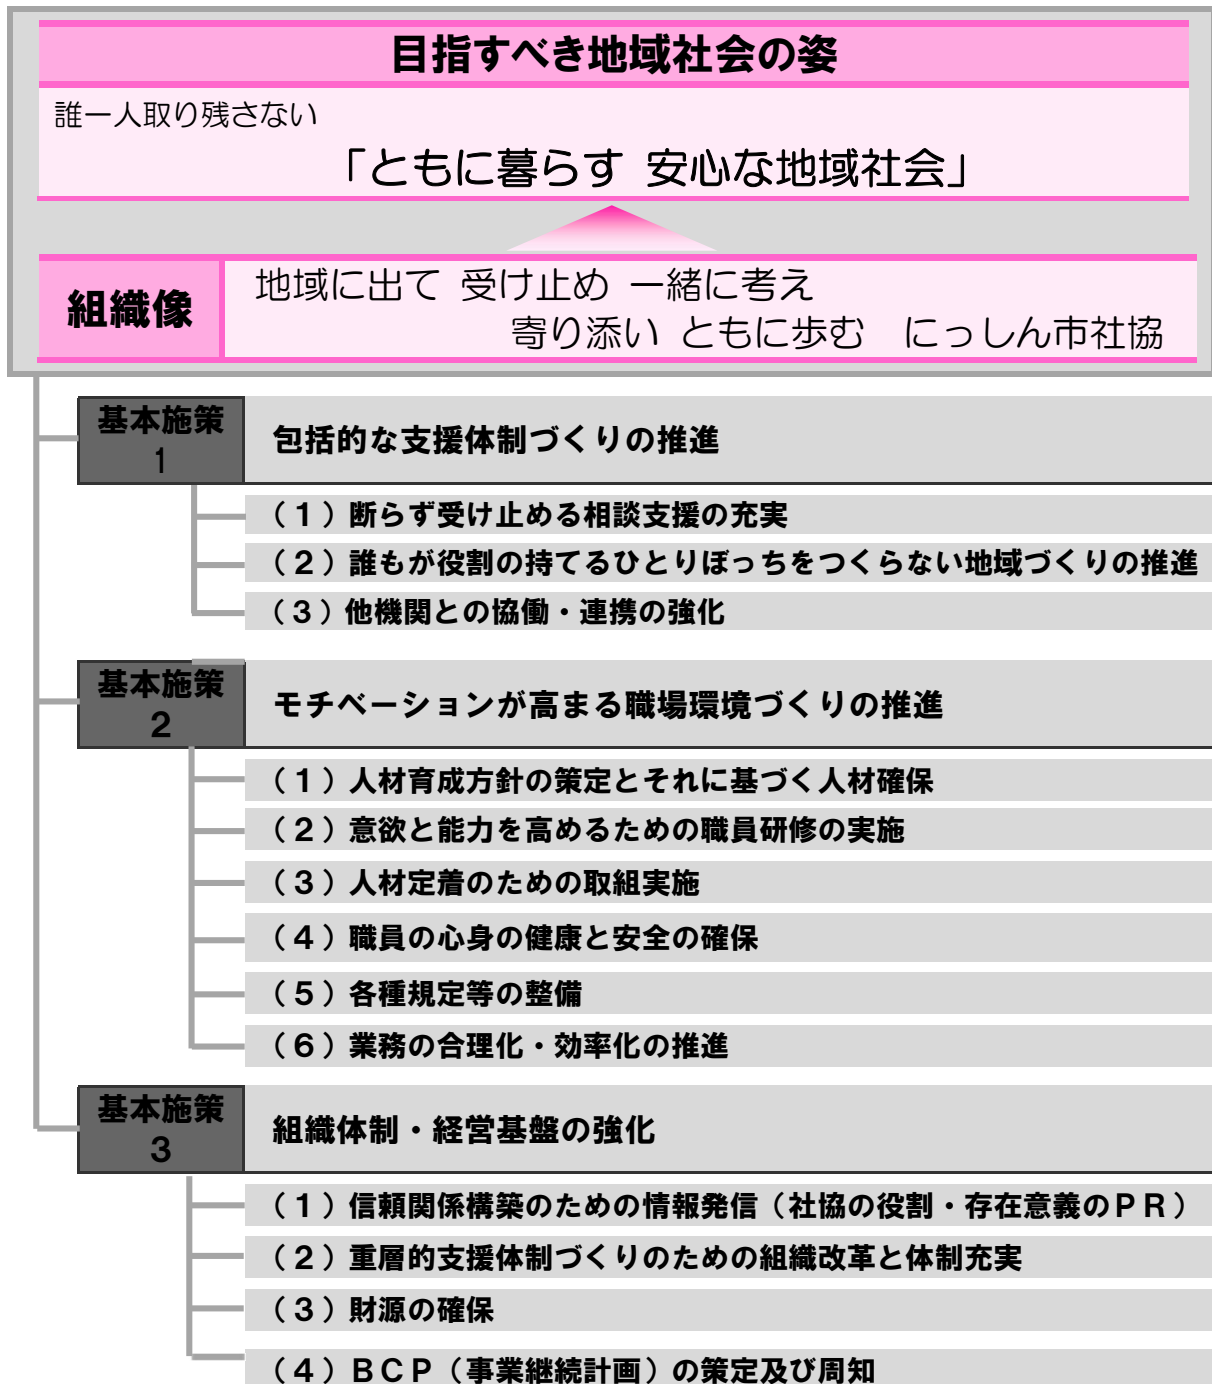 目指すべき地域社会の姿
誰一人取り残さない
「ともに暮らす 安心な地域社会」
組織像
地域に出て 受け止め 一緒に考え
寄り添い ともに歩む　にっしん市社協
基本施策
1
包括的な支援体制づくりの推進
（１）断らず受け止める相談支援の充実
（２）誰もが役割の持てるひとりぼっちをつくらない地域づくりの推進
（３）他機関との協働・連携の強化
基本施策
２
モチベーションが高まる職場環境づくりの推進
（１）人材育成方針の策定とそれに基づく人材確保
（２）意欲と能力を高めるための職員研修の実施
（３）人材定着のための取組実施
（４）職員の心身の健康と安全の確保
（５）各種規定等の整備
（６）業務の合理化・効率化の推進
基本施策
３
組織体制・経営基盤の強化
（１）信頼関係構築のための情報発信（社協の役割・存在意義のＰＲ）
（２）重層的支援体制づくりのための組織改革と体制充実
（３）財源の確保
（４）ＢＣＰ（事業継続計画）の策定及び周知